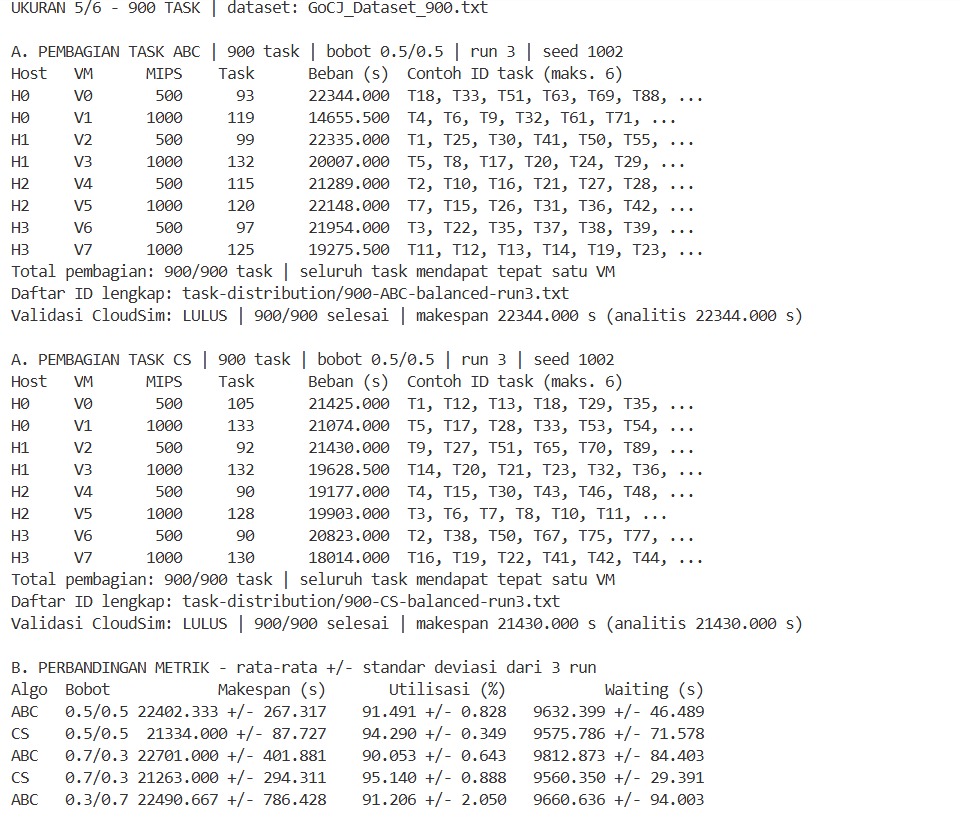 UKURAN 5/6 - 900 TASK | dataset: GoCJ_Dataset_900.txt
A. PEMBAGIAN TASK ABC | 900 task | bobot 0.5/0.5 | run 3 | seed 1002
Host VM MIPS Task Beban (s) Contoh ID task (maks. 6)
H0 V0 500 93 22344.000 T18, T33, T51, T63, T69, T88, ...
H0 V1 1000 119 14655.500 T4, T6, T9, T32, T61, T71, ...
H1 V2 500 99 22335.000 T1, T25, T30, T41, T50, T55, ...
H1 V3 1000 132 20007.000 T5, T8, T17, T20, T24, T29, ...
H2 V4 500 115 21289.000 T2, T10, T16, T21, T27, T28, ...
H2 V5 1000 120 22148.000 T7, T15, T26, T31, T36, T42, ...
H3 V6 500 97 21954.000 T3, T22, T35, T37, T38, T39, ...
H3 V7 1000 125 19275.500 T11, T12, T13, T14, T19, T23, ...
Total pembagian: 900/900 task | seluruh task mendapat tepat satu VM
Daftar ID lengkap: task-distribution/900-ABC-balanced-run3.txt
Validasi CloudSim: LULUS | 900/900 selesai | makespan 22344.000 s (analitis 22344.000 s)
A. PEMBAGIAN TASK CS | 900 task | bobot 0.5/0.5 | run 3 | seed 1002
Host VM MIPS Task Beban (s) Contoh ID task (maks. 6)
H0 V0 500 105 21425.000 T1, T12, T13, T18, T29, T35, ...
H0 V1 1000 133 21074.000 T5, T17, T28, T33, T53, T54, ...
H1 V2 500 92 21430.000 T9, T27, T51, T65, T70, T89, ...
H1 V3 1000 132 19628.500 T14, T20, T21, T23, T32, T36, ...
H2 V4 500 90 19177.000 T4, T15, T30, T43, T46, T48, ...
H2 V5 1000 128 19903.000 T3, T6, T7, T8, T10, T11, ...
H3 V6 500 90 20823.000 T2, T38, T50, T67, T75, T77, ...
H3 V7 1000 130 18014.000 T16, T19, T22, T41, T42, T44, ...
Total pembagian: 900/900 task | seluruh task mendapat tepat satu VM
Daftar ID lengkap: task-distribution/900-CS-balanced-run3.txt
Validasi CloudSim: LULUS | 900/900 selesai | makespan 21430.000 s (analitis 21430.000 s)
B. PERBANDINGAN METRIK - rata-rata +/- standar deviasi dari 3 run
Algo Bobot Makespan (s) Utilisasi (%) Waiting (s)
ABC 0.5/0.5 22402.333 +/- 267.317 91.491 +/- 0.828 9632.399 +/- 46.489
CS 0.5/0.5 21334.000 +/- 87.727 94.290 +/- 0.349 9575.786 +/- 71.578
ABC 0.7/0.3 22701.000 +/- 401.881 90.053 +/- 0.643 9812.873 +/- 84.403
CS 0.7/0.3 21263.000 +/- 294.311 95.140 +/- 0.888 9560.350 +/- 29.391
ABC 0.3/0.7 22490.667 +/- 786.428 91.206 +/- 2.050 9660.636 +/- 94.003